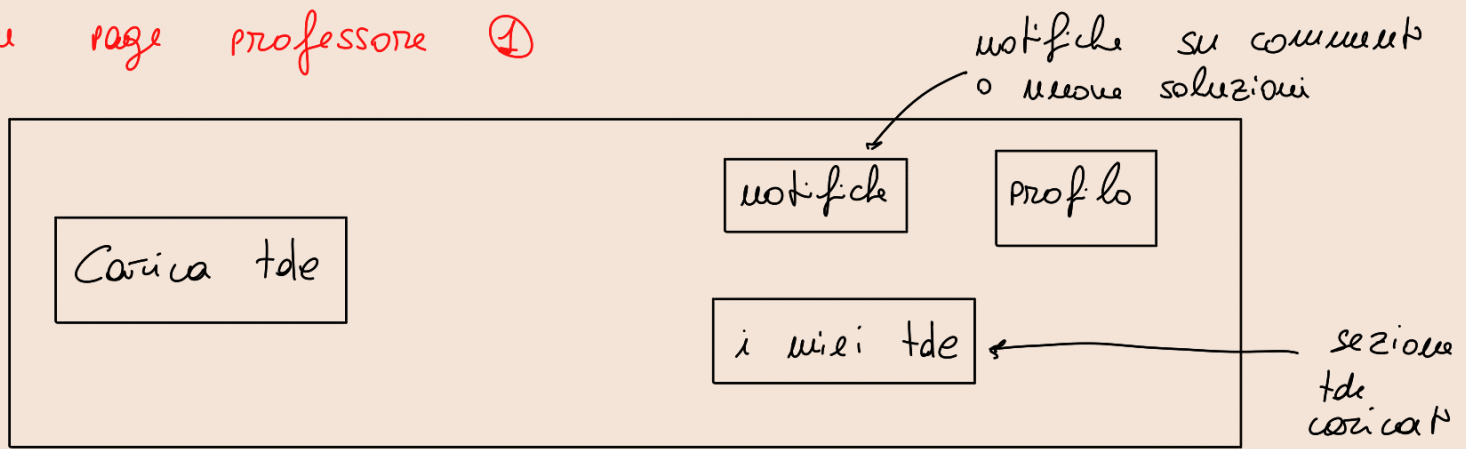 page professore ①
notifiche su commenti
o nuove soluzioni
notifiche
profilo
Carica tde
i miei tde
sezione
tde
caricati